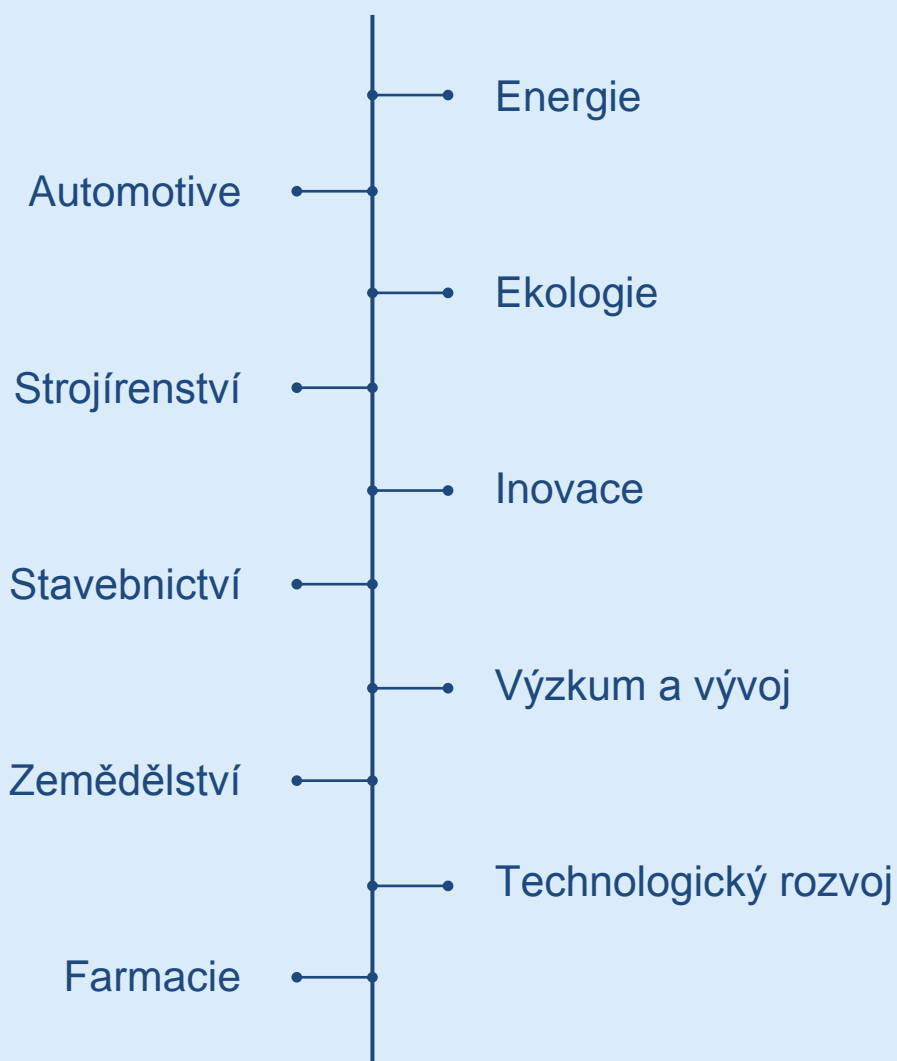 Energie
Automotive
Ekologie
Strojírenství
Inovace
Stavebnictví
Výzkum a vývoj
Zemědělství
Technologický rozvoj
Farmacie